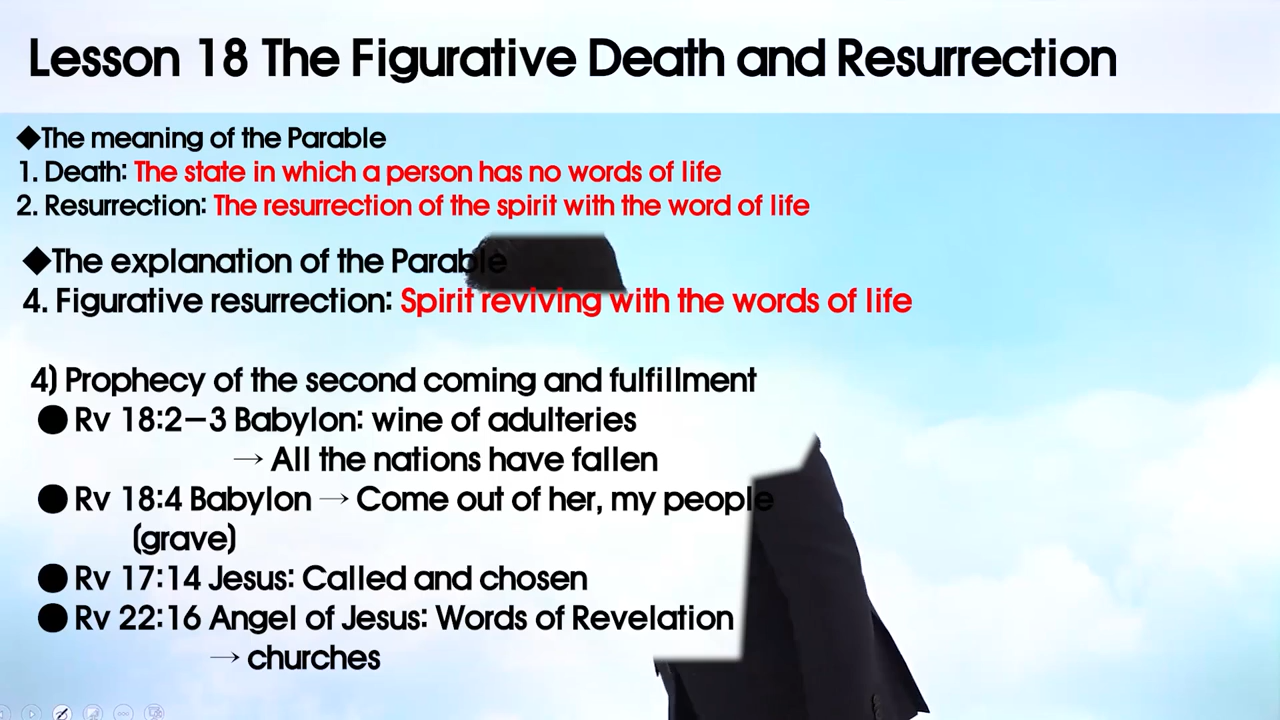 Lesson 18 The Figurative Death and Resurrection
◆The meaning of the Parable
1. Death: The state in which a person has no words of life
2. Resurrection: The resurrection of the spirit with the word of life
◆The explanation of the Parable
4. Figurative resurrection: Spirit reviving with the words of life
4) Prophecy of the second coming and fulfillment
● Rv 18:2-3 Babylon: wine of adulteries
→ All the nations have fallen
● Rv 18:4 Babylon → Come out of her, my people
(grave)
● Rv 17:14 Jesus: Called and chosen
● Rv 22:16 Angel of Jesus: Words of Revelation
→ churches